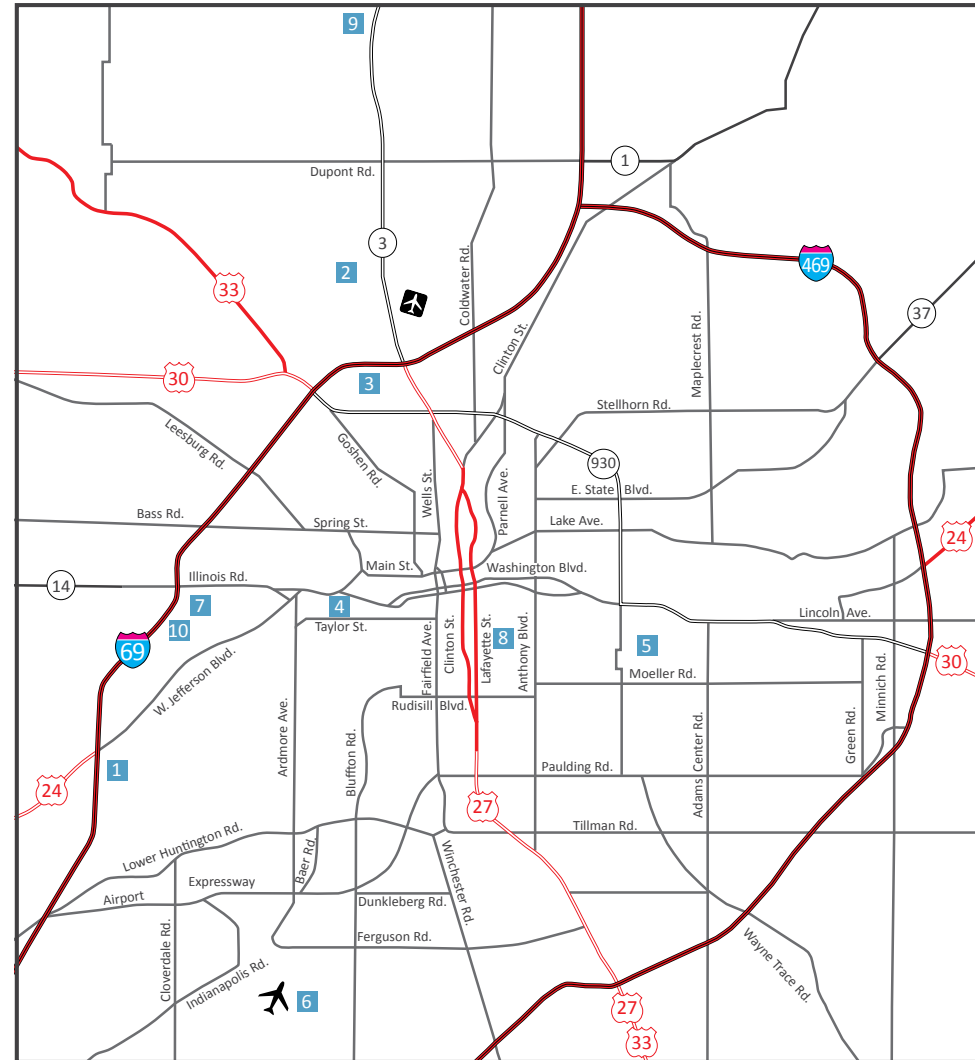 9
1
Dupont Rd.
3
2
Coldwater Rd.
469
33
Clinton St.
37
Maplecrest Rd.
30
3
Stellhorn Rd.
Leesburg Rd.
Goshen Rd.
930
Wells St.
Parnell Ave.
E. State Blvd.
Bass Rd.
Spring St.
Lake Ave.
24
Main St.
Washington Blvd.
14
Illinois Rd.
7
4
Lincoln Ave.
10
Taylor St.
69
Fairfield Ave.
Clinton St.
Lafayette St.
8
Anthony Blvd.
5
30
W. Jefferson Blvd.
Moeller Rd.
Minnich Rd.
Rudisill Blvd.
Ardmore Ave.
Bluffton Rd.
Adams Center Rd.
Green Rd.
1
Paulding Rd.
24
27
Tillman Rd.
Lower Huntington Rd.
Baer Rd.
Winchester Rd.
Airport
Expressway
Dunkleberg Rd.
Cloverdale Rd.
Ferguson Rd.
Wayne Trace Rd.
Indianapolis Rd.
6
27
33